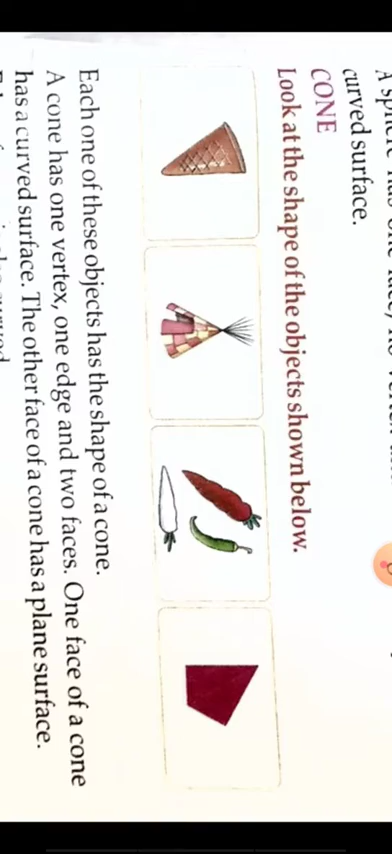 curved surface.
CONE
Look at the shape of the objects shown below.
Each one of these objects has the shape of a cone.
A cone has one vertex, one edge and two faces. One face of a cone
has a curved surface. The other face of a cone has a plane surface.